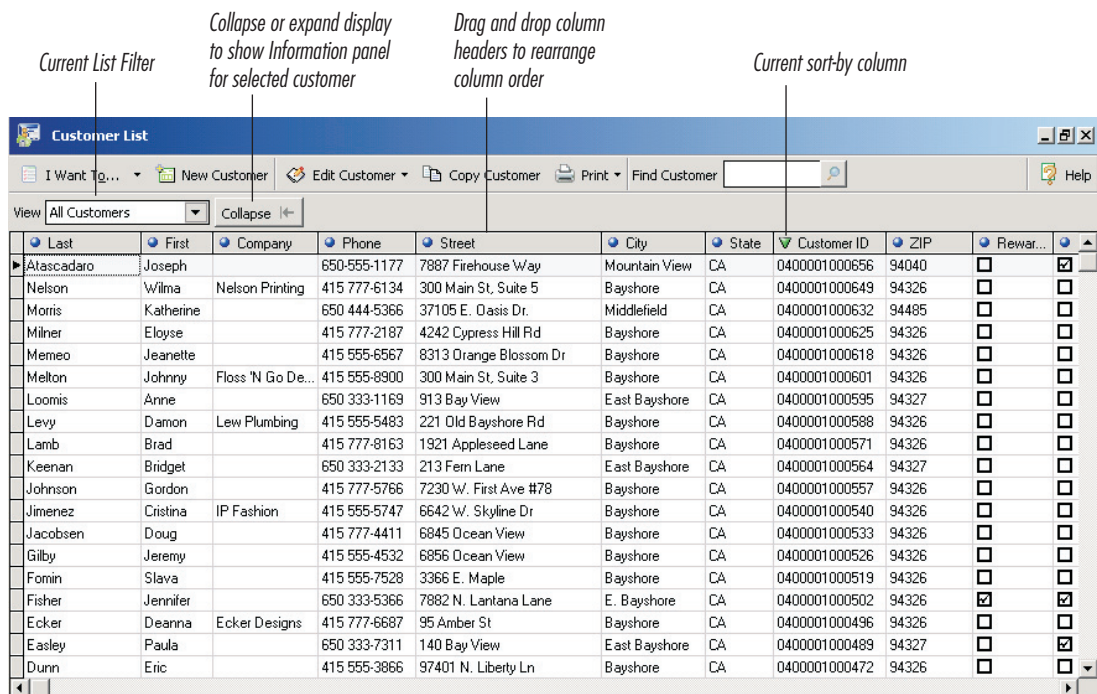 Current List Filter
Collapse or expand display
to show Information panel
for selected customer
Drag and drop column
headers to rearrange
column order
Current sort-by column
Customer List
I Want To... New Customer Edit Customer Copy Customer Print Find Customer Help
View All Customers Collapse
Last First Company Phone Street City State Customer ID ZIP Rewar...
Atascadaro Joseph 650-555-1177 7887 Firehouse Way Mountain View CA 0400001000656 94040
Nelson Wilma Nelson Printing 415 777-6134 300 Main St, Suite 5 Bayshore CA 0400001000649 94326
Morris Katherine 650 444-5366 37105 E. Oasis Dr. Middlefield CA 0400001000632 94485
Milner Eloyse 415 777-2187 4242 Cypress Hill Rd Bayshore CA 0400001000625 94326
Memeo Jeanette 415 555-6567 8313 Orange Blossom Dr Bayshore CA 0400001000618 94326
Melton Johnny Floss 'N Go De... 415 555-8900 300 Main St, Suite 3 Bayshore CA 0400001000601 94326
Loomis Anne 650 333-1169 913 Bay View East Bayshore CA 0400001000595 94327
Levy Damon Lew Plumbing 415 555-5483 221 Old Bayshore Rd Bayshore CA 0400001000588 94326
Lamb Brad 415 777-8163 1921 Appleseed Lane Bayshore CA 0400001000571 94326
Keenan Bridget 650 333-2133 213 Fern Lane East Bayshore CA 0400001000564 94327
Johnson Gordon 415 777-5766 7230 W. First Ave #78 Bayshore CA 0400001000557 94326
Jimenez Cristina IP Fashion 415 555-5747 6642 W. Skyline Dr Bayshore CA 0400001000540 94326
Jacobsen Doug 415 777-4411 6845 Ocean View Bayshore CA 0400001000533 94326
Gilby Jeremy 415 555-4532 6856 Ocean View Bayshore CA 0400001000526 94326
Fomin Slava 415 555-7528 3366 E. Maple Bayshore CA 0400001000519 94326
Fisher Jennifer 650 333-5366 7882 N. Lantana Lane E. Bayshore CA 0400001000502 94326
Ecker Deanna Ecker Designs 415 777-6687 95 Amber St Bayshore CA 0400001000496 94326
Easley Paula 650 333-7311 140 Bay View East Bayshore CA 0400001000489 94327
Dunn Eric 415 555-3866 97401 N. Liberty Ln Bayshore CA 0400001000472 94326